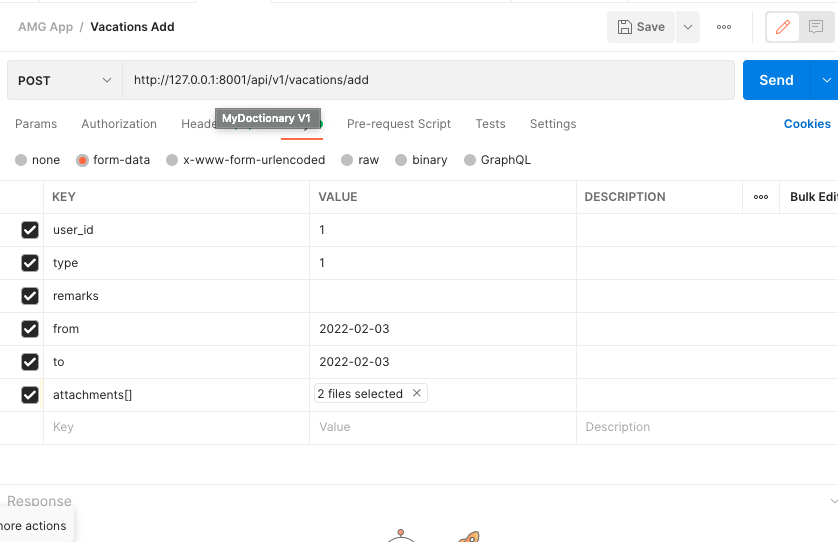 AMG App / Vacations Add
Save
POST
http://127.0.0.1:8001/api/v1/vacations/add
Send
MyDoctionary V1
Params Authorization Pre-request Script Tests Settings Cookies
none form-data x-www-form-urlencoded raw binary GraphQL
KEY VALUE DESCRIPTION Bulk Edit
user_id 1
type 1
remarks
from 2022-02-03
to 2022-02-03
attachments[] 2 files selected
Key Value Description
Response
more actions